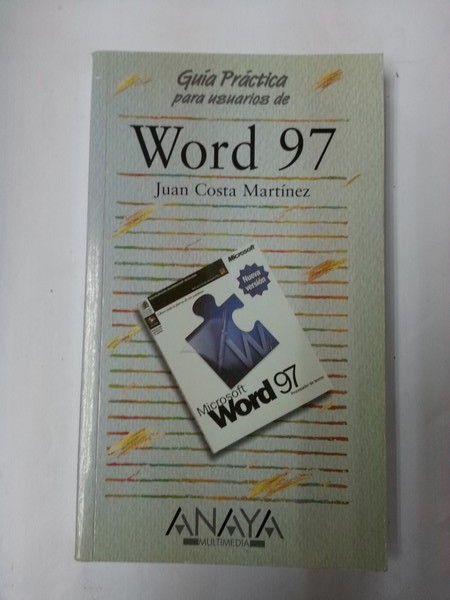 Guía Práctica
para usuarios de
Word 97
Juan Costa Martínez
Microsoft
Nueva
versión
Microsoft
Word 97
ANAYA
MULTIMEDIA